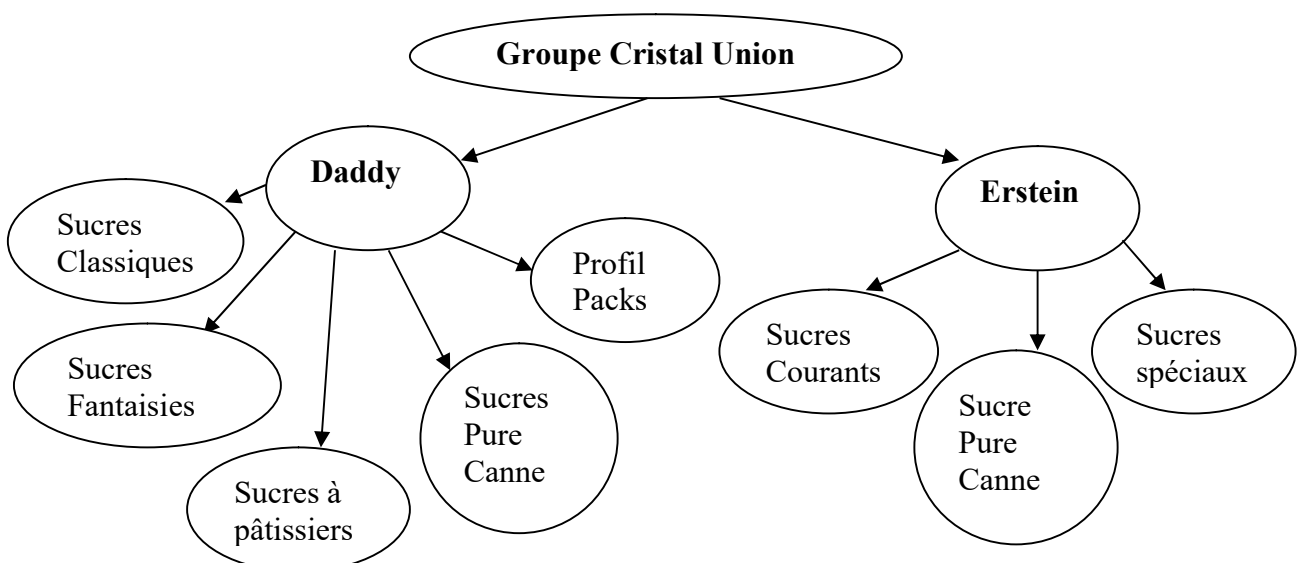 Groupe Cristal Union
Daddy
Erstein
Sucres
Classiques
Profil
Packs
Sucres
Fantaisies
Sucres
Pure
Canne
Sucres à
pâtissiers
Sucres
Courants
Sucre
Pure
Canne
Sucres
spéciaux